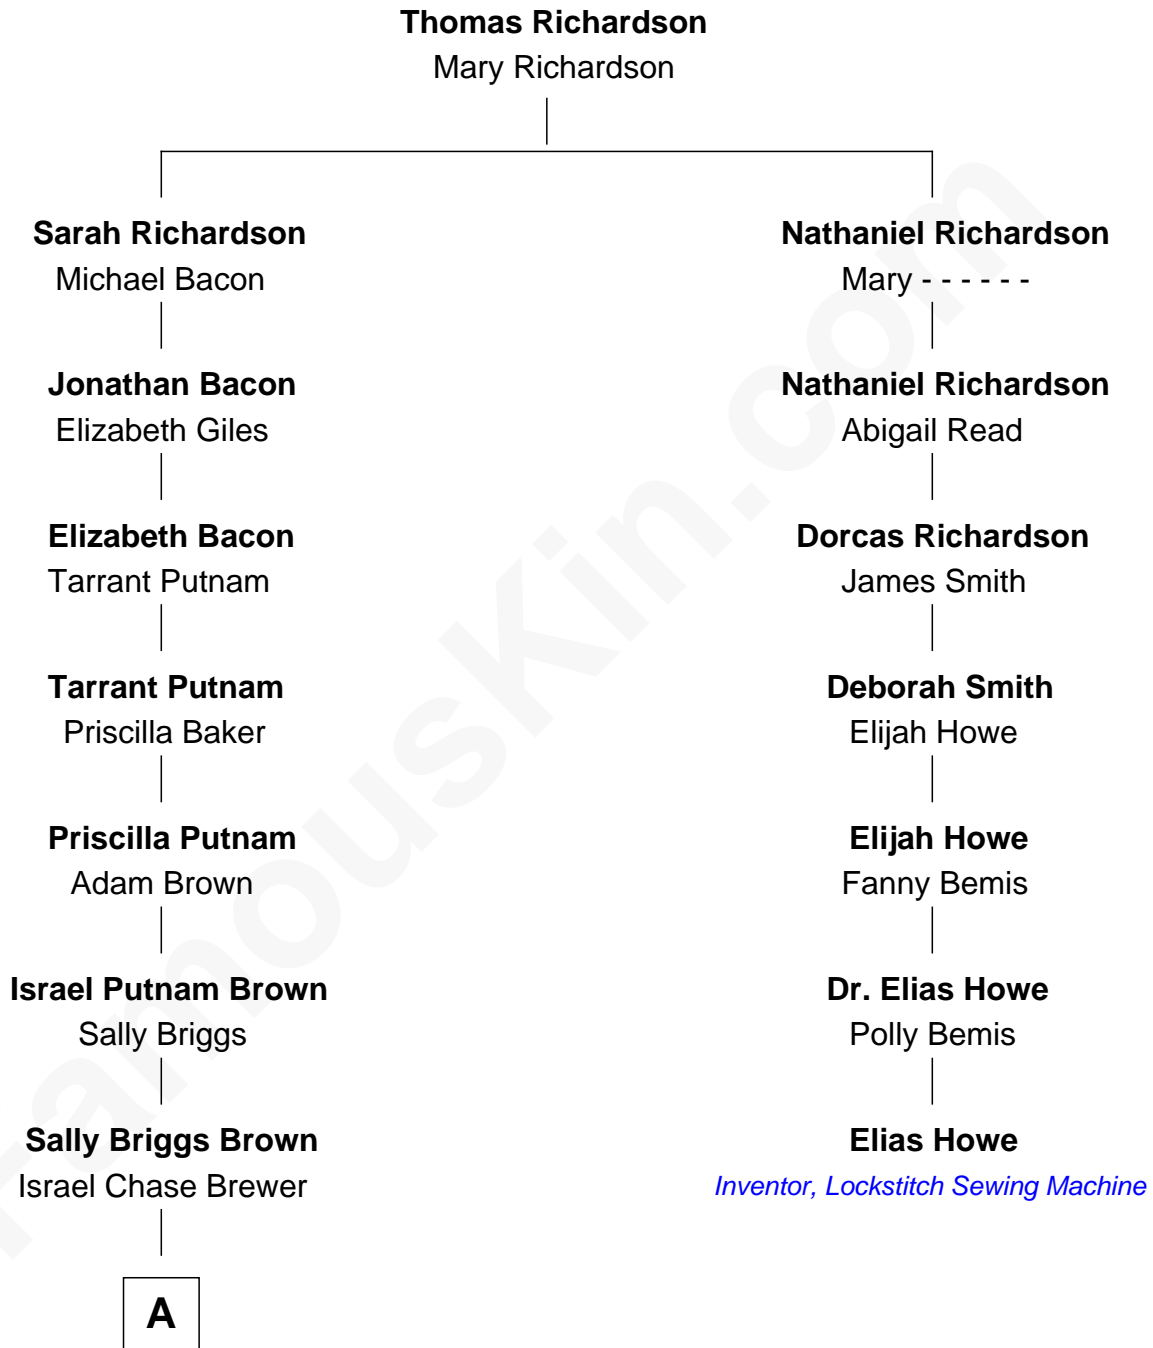 Thomas Richardson
Mary Richardson
Sarah Richardson
Michael Bacon
Jonathan Bacon
Elizabeth Giles
Elizabeth Bacon
Tarrant Putnam
Tarrant Putnam
Priscilla Baker
Priscilla Putnam
Adam Brown
Israel Putnam Brown
Sally Briggs
Sally Briggs Brown
Israel Chase Brewer
A
Nathaniel Richardson
Mary - - - - - -
Nathaniel Richardson
Abigail Read
Dorcas Richardson
James Smith
Deborah Smith
Elijah Howe
Elijah Howe
Fanny Bemis
Dr. Elias Howe
Polly Bemis
Elias Howe
Inventor, Lockstitch Sewing Machine
FamousKin.com